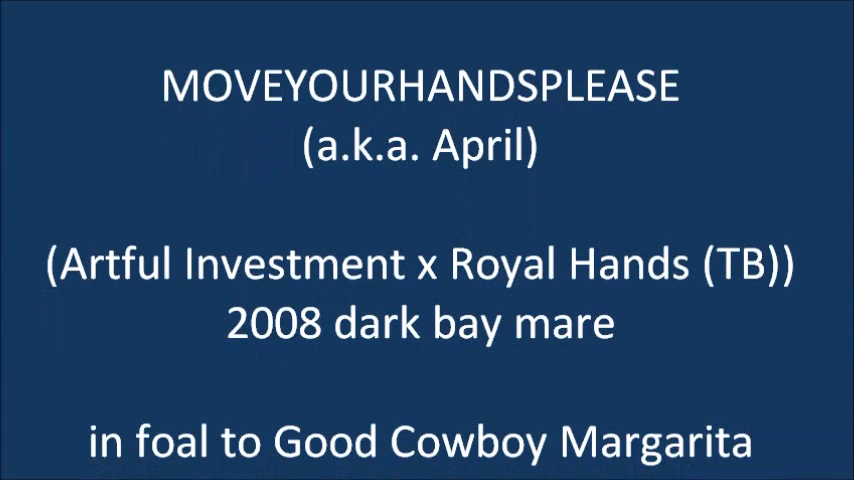 MOVEYOURHANDSPLEASE
(a.k.a. April)
(Artful Investment x Royal Hands (TB))
2008 dark bay mare
in foal to Good Cowboy Margarita